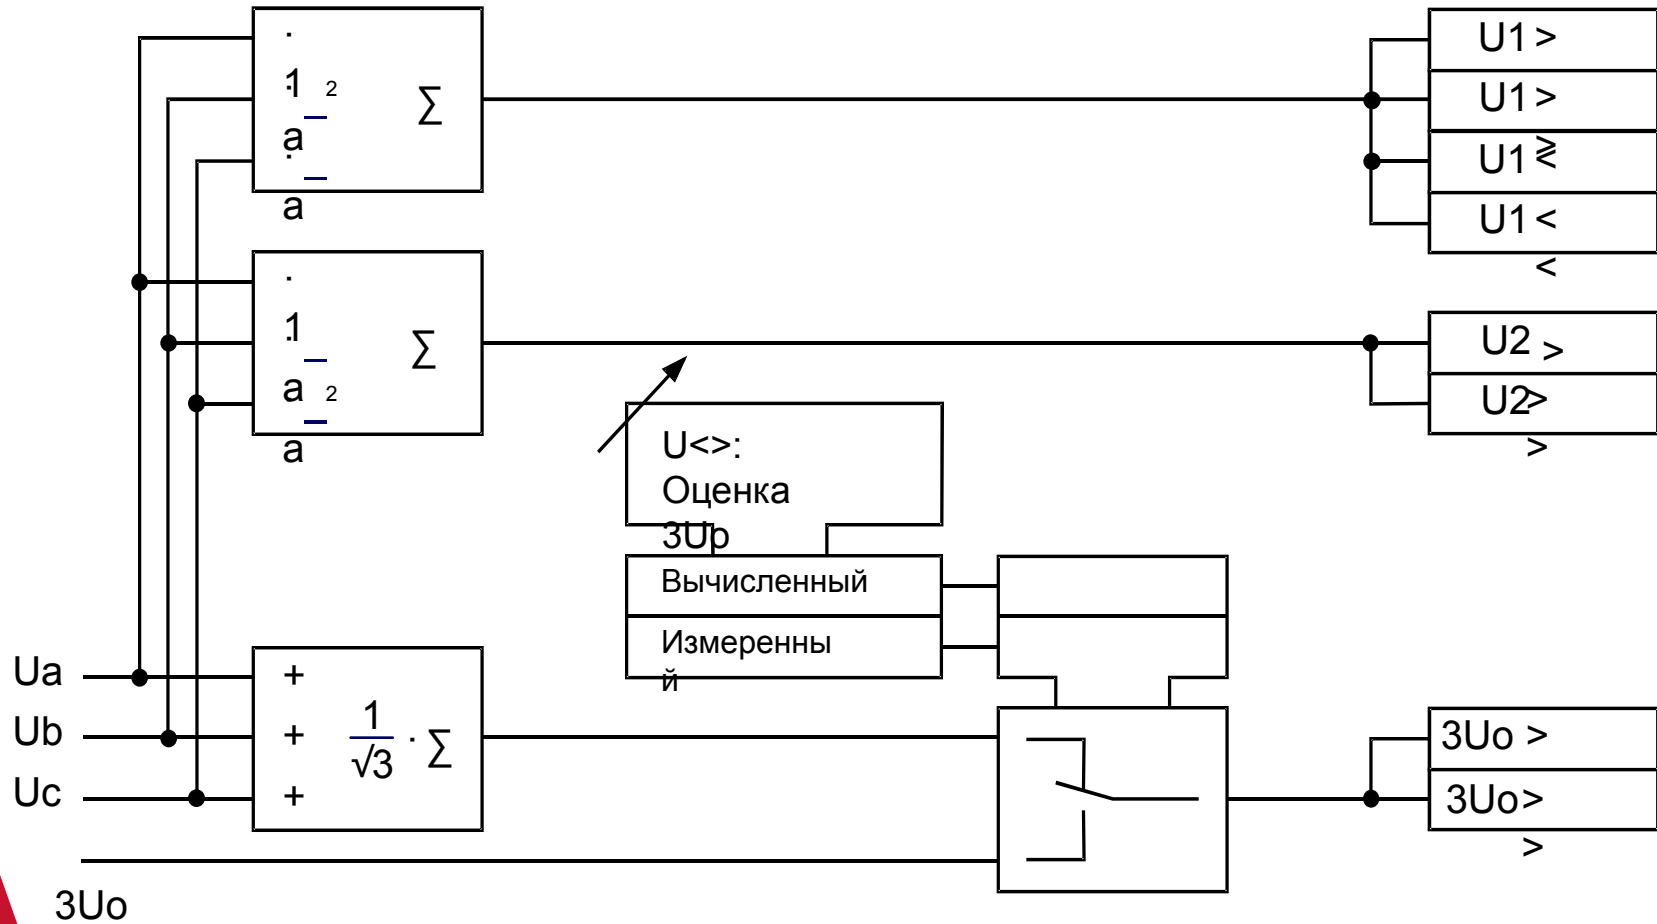 ·
1
· 2
a
·
a
∑
U1 >
U1 >
>
U1 <
U1 <
<
·
1
·
a 2
a
∑
U2 >
U2>
>
U<>:
Оценка
3Uo
Вычисленный
Измеренны
й
Ua
Ub
Uc
+
+
+
1
√3
· ∑
3Uo >
3Uo>
>
3Uo